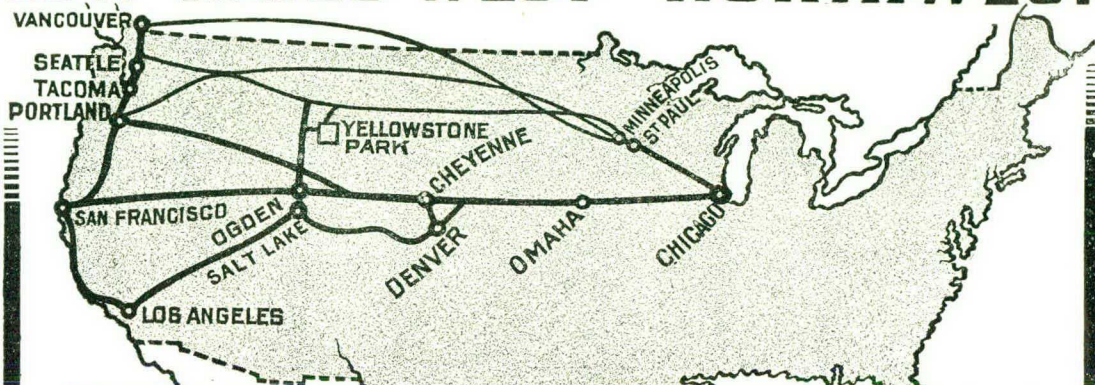 VANCOUVER
SEATTLE
TACOMA
PORTLAND
MINNEAPOLIS
ST PAUL
YELLOWSTONE
PARK
CHEYENNE
SAN FRANCISCO
OGDEN
SALT LAKE
DENVER
OMAHA
CHICAGO
LOS ANGELES